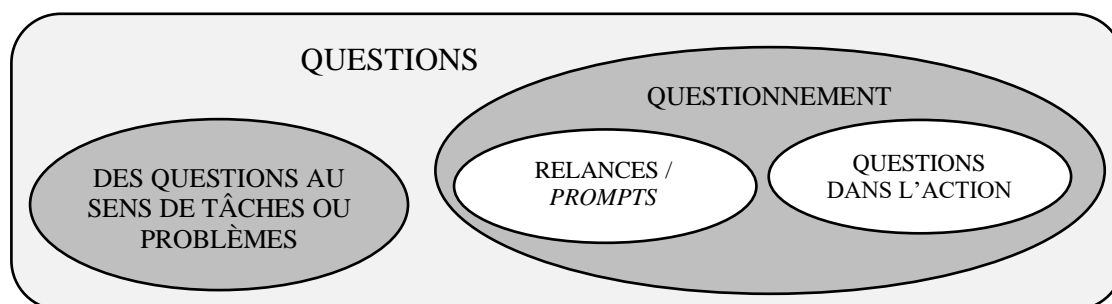 QUESTIONS
QUESTIONNEMENT
DES QUESTIONS AU
SENS DE TÂCHES OU
PROBLÈMES
RELANCES /
PROMPTS
QUESTIONS
DANS L’ACTION